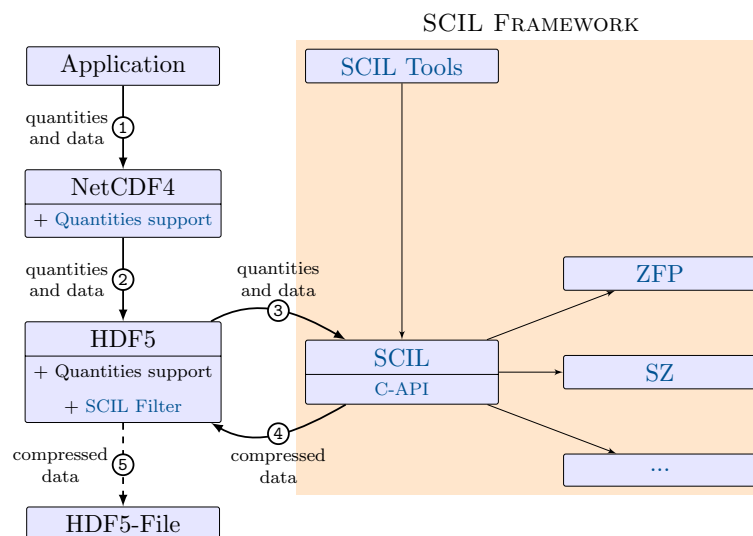 SCIL FRAMEWORK
Application
SCIL Tools
quantities
and data
1
NetCDF4
+ Quantities support
quantities
and data
2
quantities
and data
3
ZFP
HDF5
+ Quantities support
+ SCIL Filter
SCIL
C-API
SZ
4
compressed
data
compressed
data
5
...
HDF5-File